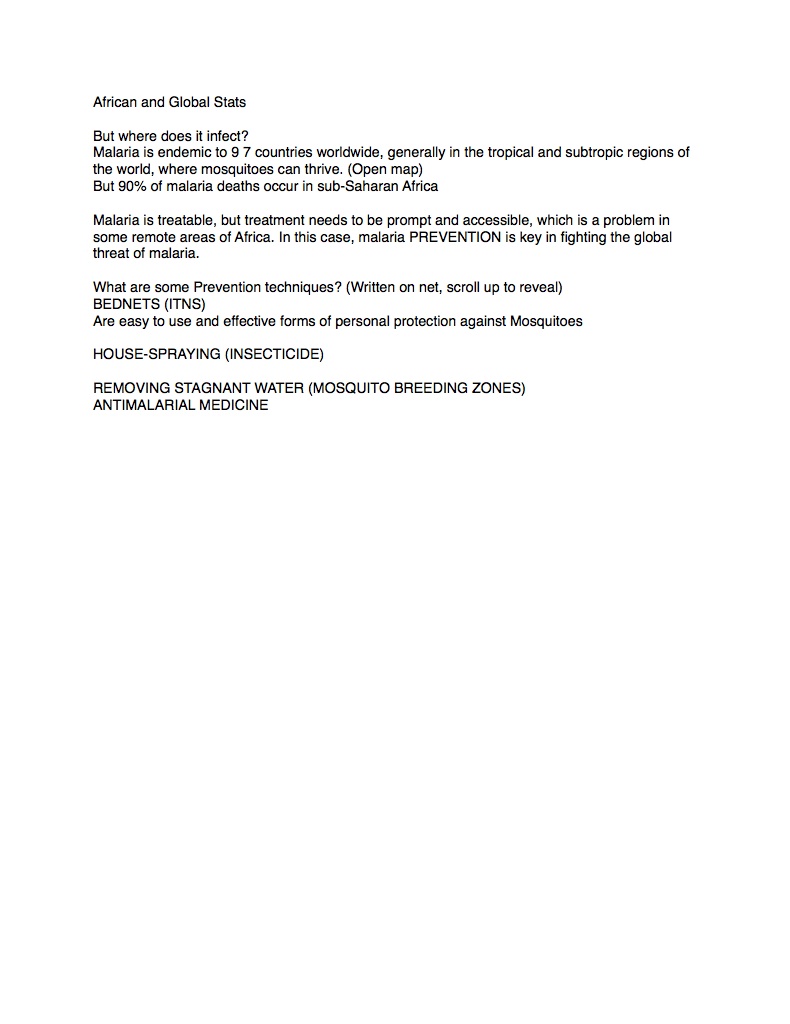 African and Global Stats
But where does it infect?
Malaria is endemic to 9 7 countries worldwide, generally in the tropical and subtropic regions of
the world, where mosquitoes can thrive. (Open map)
But 90% of malaria deaths occur in sub-Saharan Africa
Malaria is treatable, but treatment needs to be prompt and accessible, which is a problem in
some remote areas of Africa. In this case, malaria PREVENTION is key in fighting the global
threat of malaria.
What are some Prevention techniques? (Written on net, scroll up to reveal)
BEDNETS (ITNS)
Are easy to use and effective forms of personal protection against Mosquitoes
HOUSE-SPRAYING (INSECTICIDE)
REMOVING STAGNANT WATER (MOSQUITO BREEDING ZONES)
ANTIMALARIAL MEDICINE